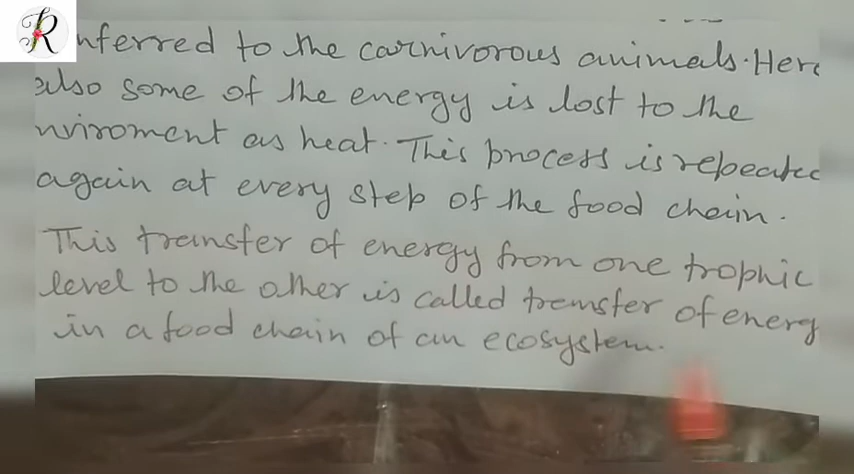 R
nferred to the carnivorous animals. Here
also some of the energy is lost to the
nviroment as heat. This process is repeated
again at every step of the food chain.
This transfer of energy from one trophic
level to the other is called transfer of energ
in a food chain of an ecosystem.